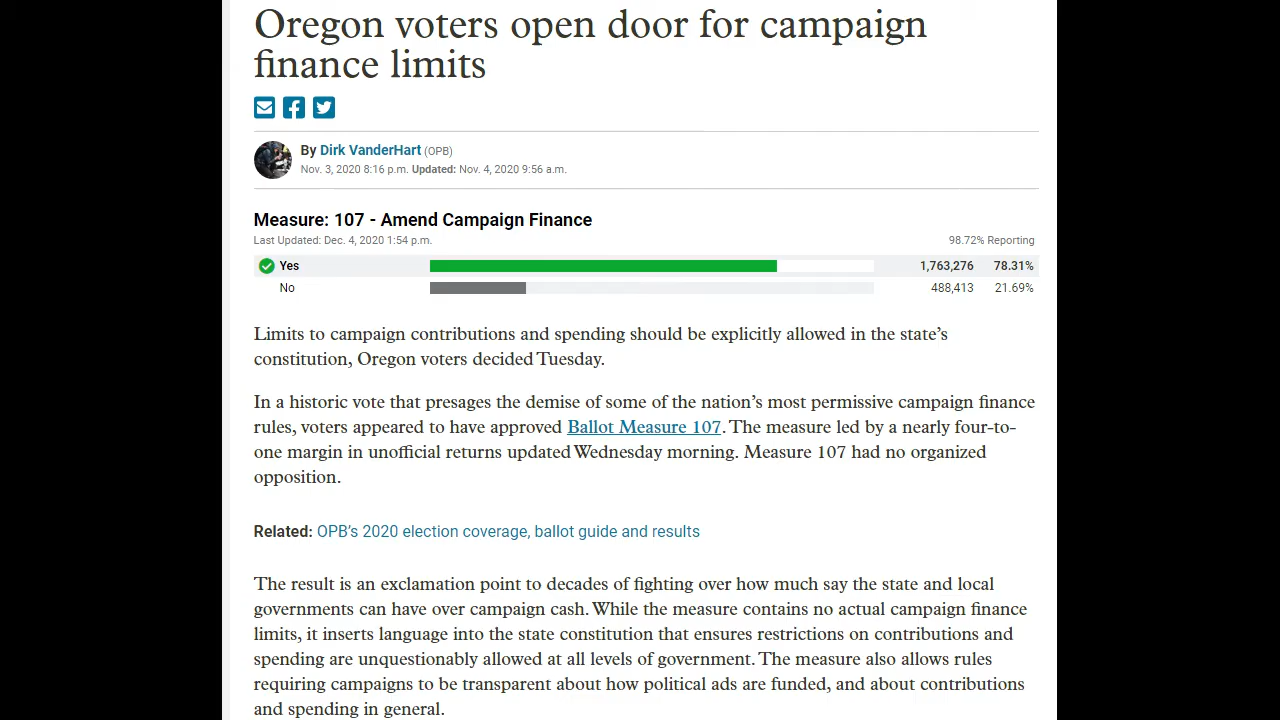 Oregon voters open door for campaign
finance limits
By Dirk VanderHart (OPB)
Nov. 3, 2020 8:16 p.m. Updated: Nov. 4, 2020 9:56 a.m.
Measure: 107 - Amend Campaign Finance
Last Updated: Dec. 4, 2020 1:54 p.m. 98.72% Reporting
Yes 1,763,276 78.31%
No 488,413 21.69%
Limits to campaign contributions and spending should be explicitly allowed in the state’s
constitution, Oregon voters decided Tuesday.
In a historic vote that presages the demise of some of the nation’s most permissive campaign finance
rules, voters appeared to have approved Ballot Measure 107. The measure led by a nearly four-to-
one margin in unofficial returns updated Wednesday morning. Measure 107 had no organized
opposition.
Related: OPB’s 2020 election coverage, ballot guide and results
The result is an exclamation point to decades of fighting over how much say the state and local
governments can have over campaign cash. While the measure contains no actual campaign finance
limits, it inserts language into the state constitution that ensures restrictions on contributions and
spending are unquestionably allowed at all levels of government. The measure also allows rules
requiring campaigns to be transparent about how political ads are funded, and about contributions
and spending in general.